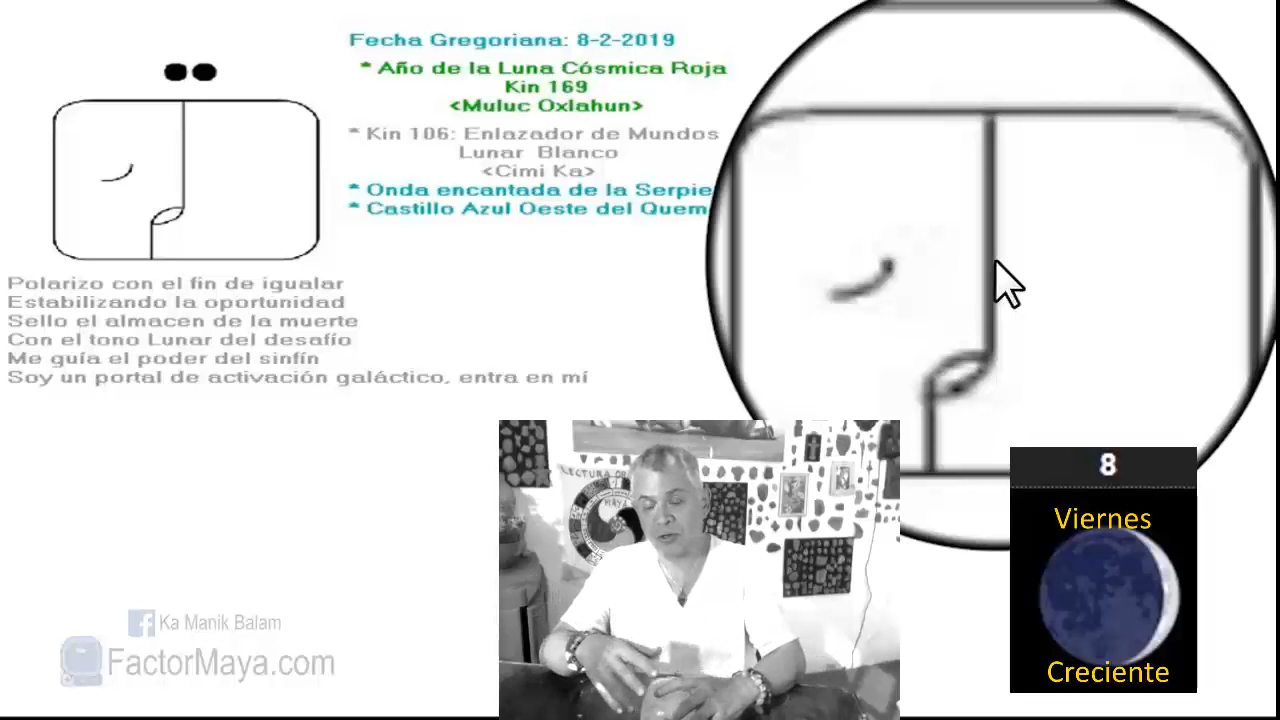 Fecha Gregoriana: 8-2-2019
* Año de la Luna Cósmica Roja
Kin 169
<Muluc Oxlahun>
* Kin 106: Enlazador de Mundos
Lunar Blanco
<Cimi Ka>
* Onda encantada de la Serpie
* Castillo Azul Oeste del Quem
Polarizo con el fin de igualar
Estabilizando la oportunidad
Sello el almacen de la muerte
Con el tono Lunar del desafío
Me guía el poder del sinfín
Soy un portal de activación galáctico, entra en mí
LECTURA
MAYA
8
Viernes
Creciente
Ka Manik Balam
FactorMaya.com